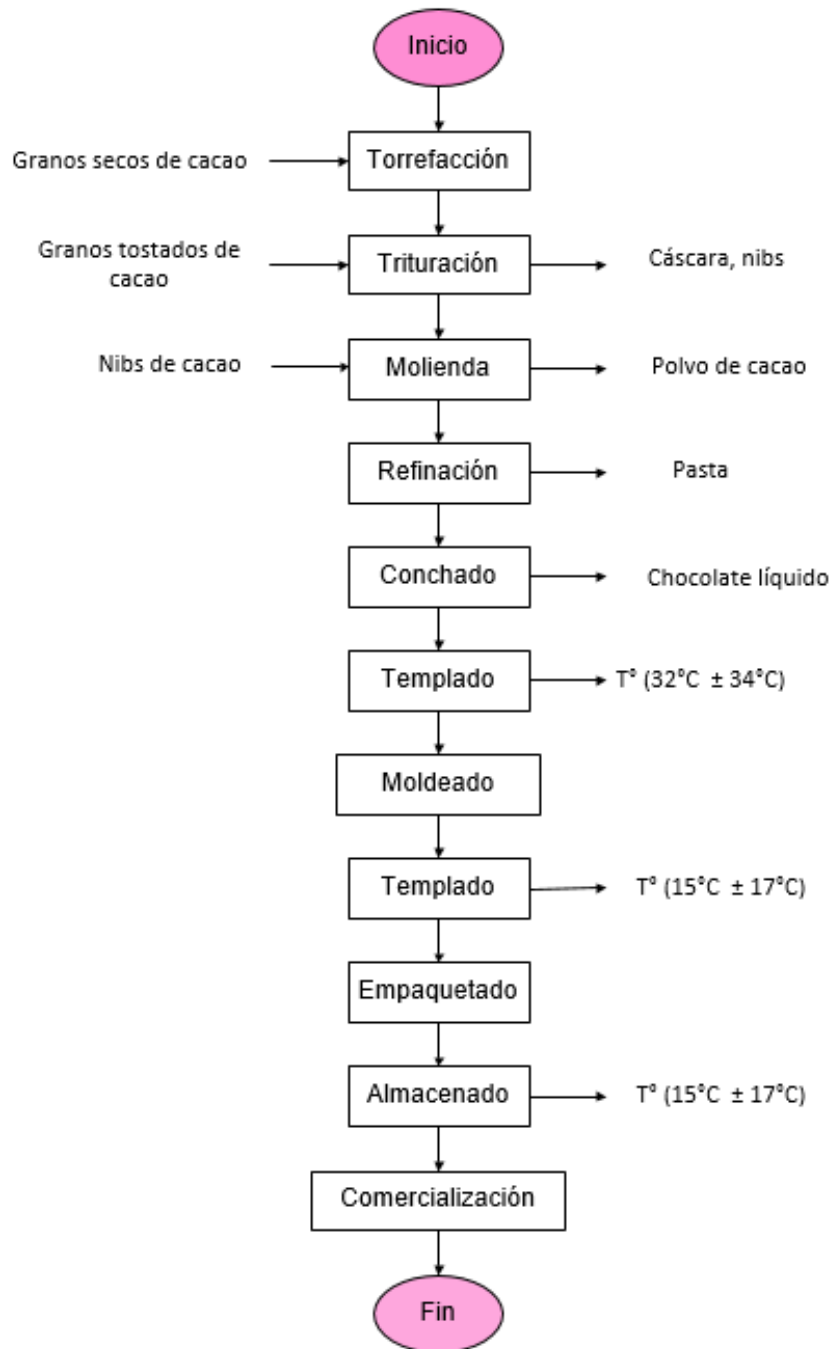 Inicio
Granos secos de cacao
Torrefacción
Granos tostados de
cacao
Trituración
Cáscara, nibs
Nibs de cacao
Molienda
Polvo de cacao
Refinación
Pasta
Conchado
Chocolate líquido
Templado
T° (32°C ± 34°C)
Moldeado
Templado
T° (15°C ± 17°C)
Empaquetado
Almacenado
T° (15°C ± 17°C)
Comercialización
Fin